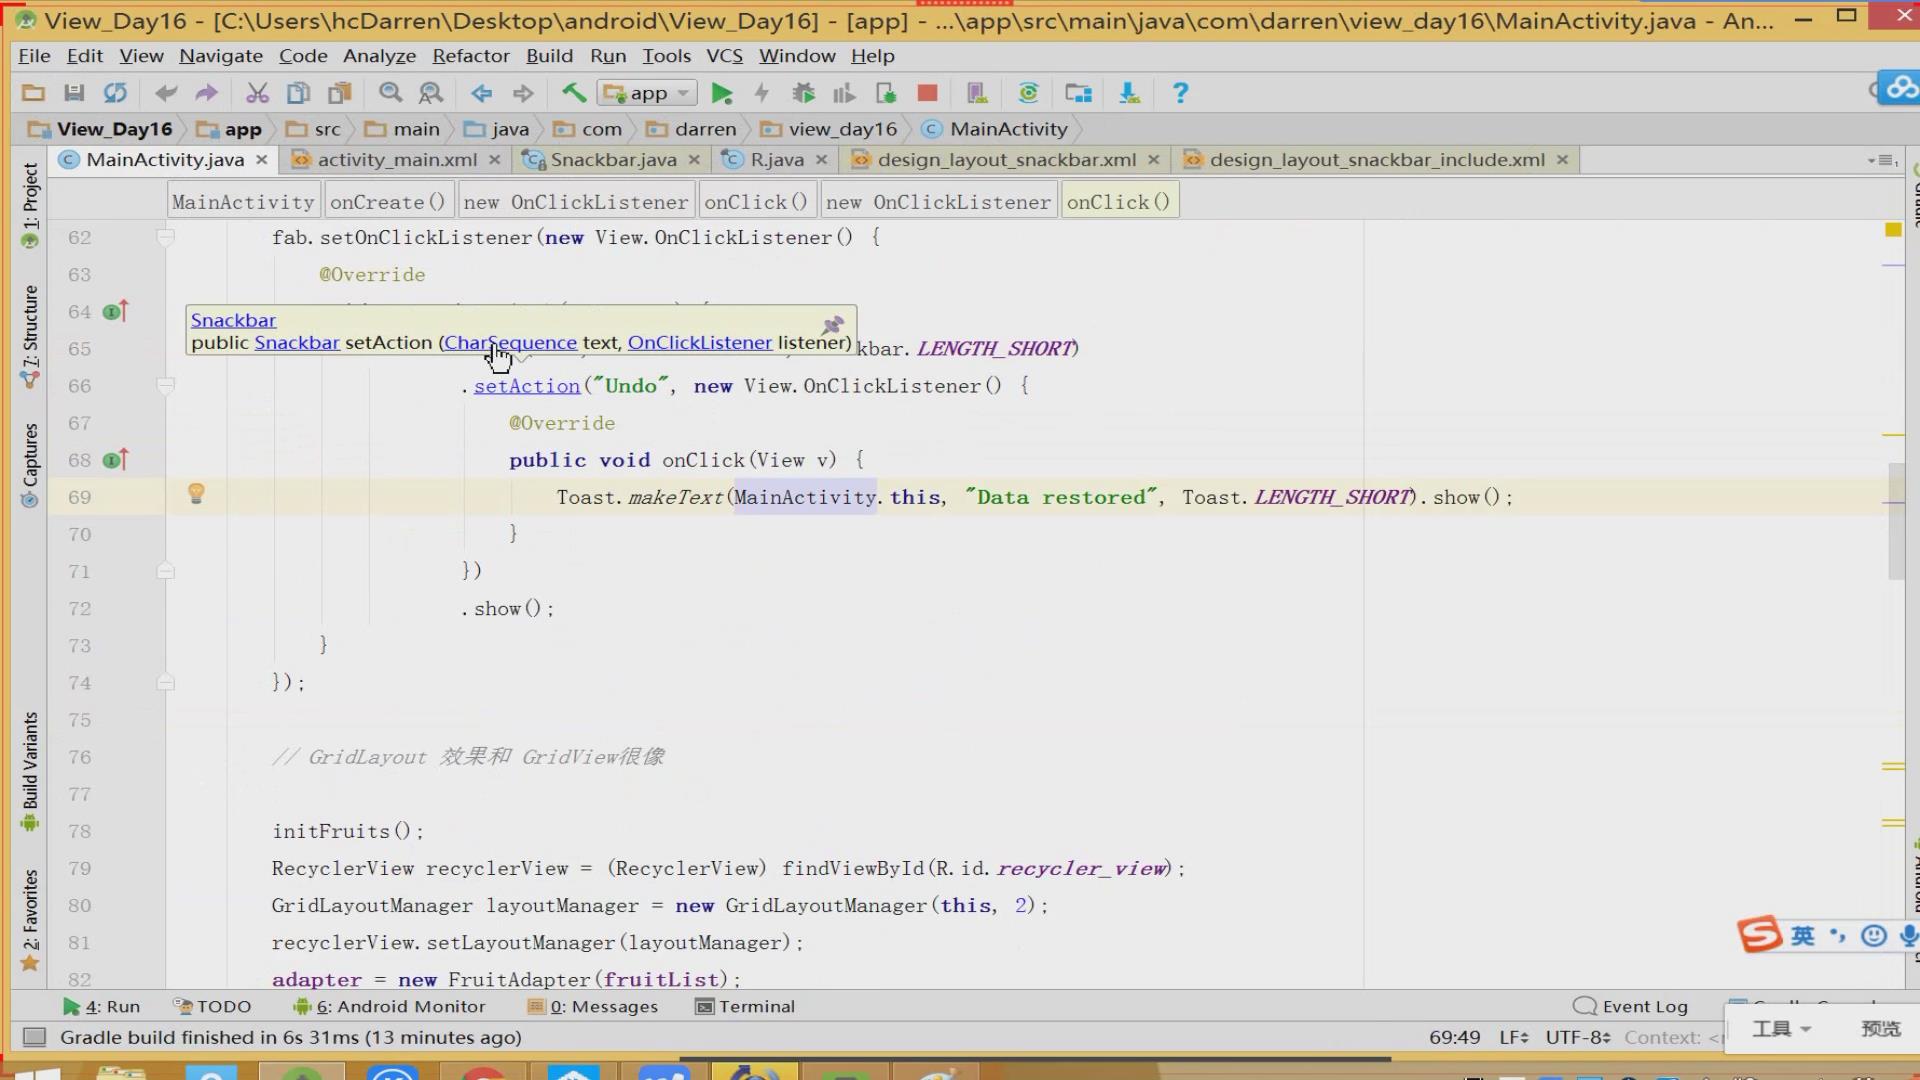 View_Day16 - [C:\Users\hcDarren\Desktop\android\View_Day16] - [app] - ...\app\src\main\java\com\darren\view_day16\MainActivity.java - An...
File Edit View Navigate Code Analyze Refactor Build Run Tools VCS Window Help
app
View_Day16 app src main java com darren view_day16 MainActivity
MainActivity.java activity_main.xml Snackbar.java R.java design_layout_snackbar.xml design_layout_snackbar_include.xml
MainActivity onCreate() new OnClickListener onClick() new OnClickListener onClick()
1: Project
7: Structure
Captures
Build Variants
2: Favorites
62 fab.setOnClickListener(new View.OnClickListener() {
63 @Override
64
Snackbar
public Snackbar setAction (CharSequence text, OnClickListener listener)
65 kbar.LENGTH_SHORT)
66 .setAction("Undo", new View.OnClickListener() {
67 @Override
68 public void onClick(View v) {
69 Toast.makeText(MainActivity.this, "Data restored", Toast.LENGTH_SHORT).show();
70 }
71 })
72 .show();
73 }
74 });
75
76 // GridLayout 效果和 GridView很像
77
78 initFruits();
79 RecyclerView recyclerView = (RecyclerView) findViewById(R.id.recycler_view);
80 GridLayoutManager layoutManager = new GridLayoutManager(this, 2);
81 recyclerView.setLayoutManager(layoutManager);
82 adapter = new FruitAdapter(fruitList);
英
4: Run TODO 6: Android Monitor 0: Messages Terminal Event Log
Gradle build finished in 6s 31ms (13 minutes ago) 69:49 LF UTF-8 Context:
工具 预览